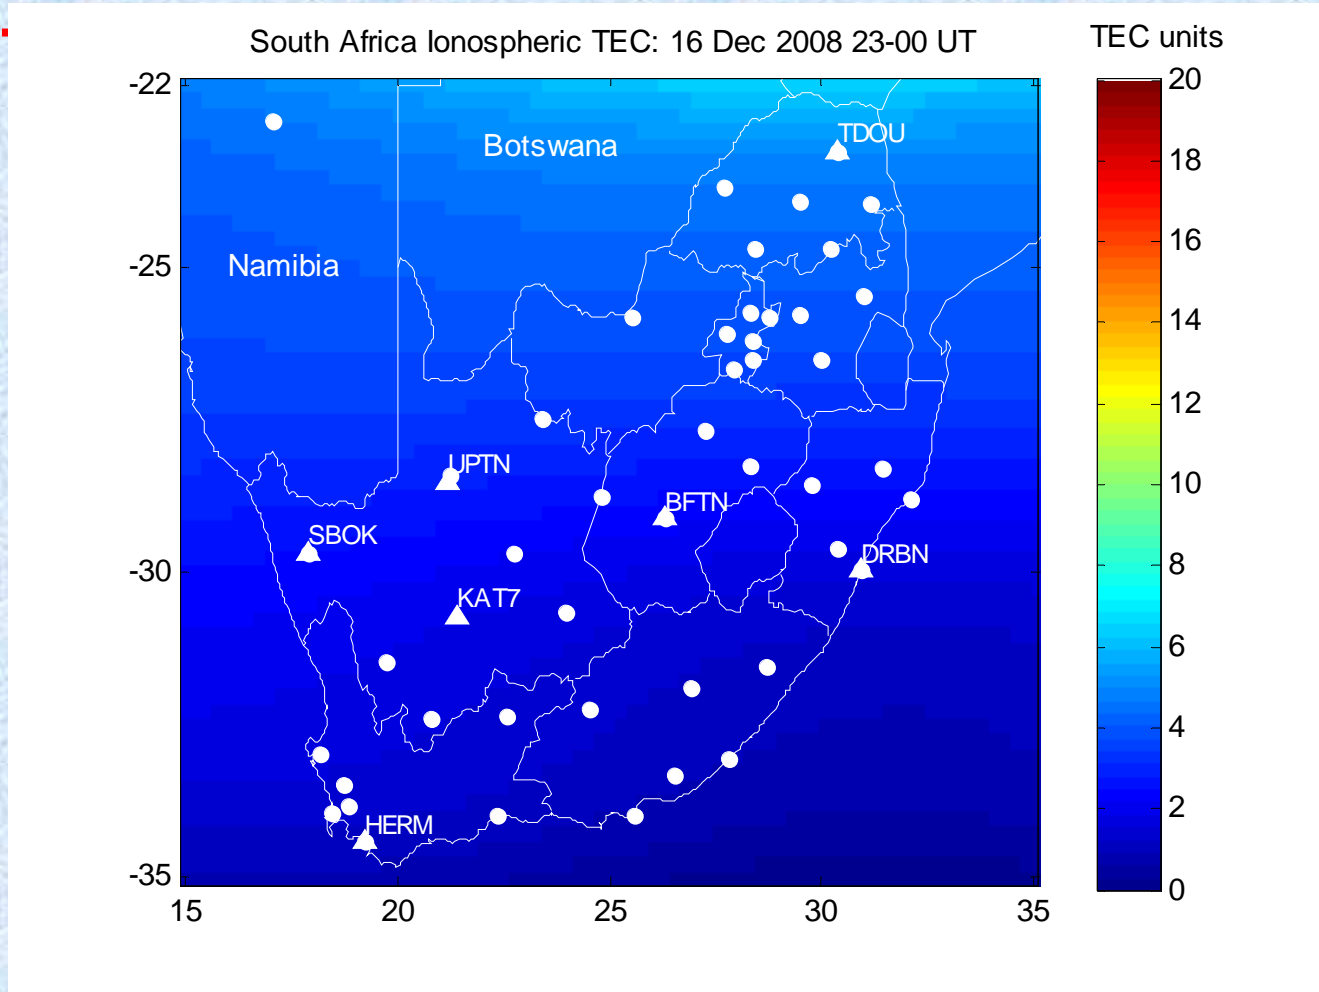 South Africa Ionospheric TEC: 16 Dec 2008 23-00 UT
TEC units
-22
-25
-30
-35
15
20
25
30
35
Botswana
Namibia
TDOU
UPTN
BFTN
SBOK
DRBN
KAT7
HERM
20
18
16
14
12
10
8
6
4
2
0